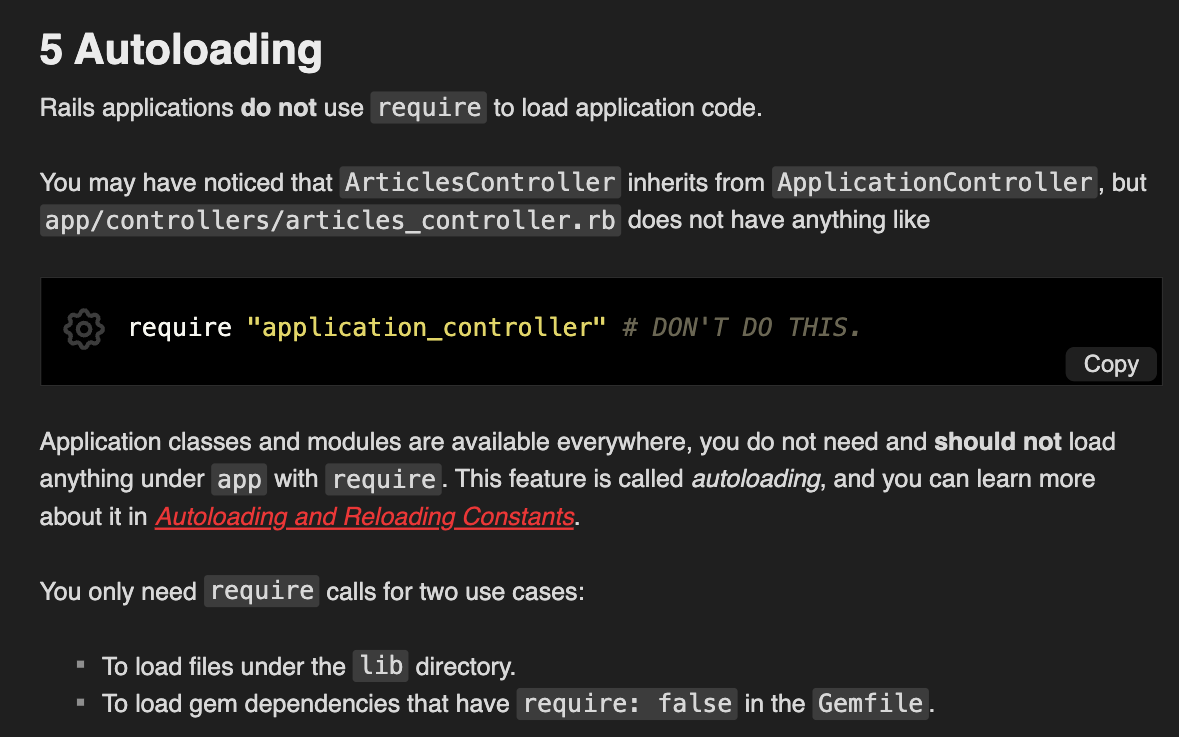 5 Autoloading
Rails applications do not use require to load application code.
You may have noticed that ArticlesController inherits from ApplicationController, but
app/controllers/articles_controller.rb does not have anything like
require "application_controller" # DON'T DO THIS.
Copy
Application classes and modules are available everywhere, you do not need and should not load
anything under app with require. This feature is called autoloading, and you can learn more
about it in Autoloading and Reloading Constants.
You only need require calls for two use cases:
▪ To load files under the lib directory.
▪ To load gem dependencies that have require: false in the Gemfile.